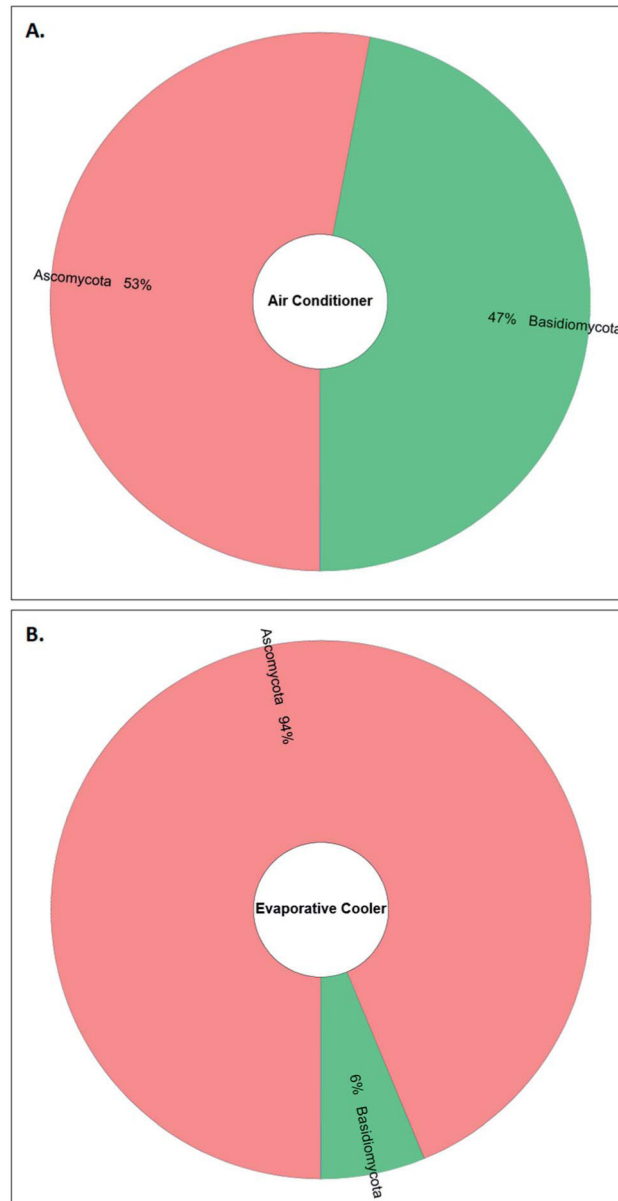 A.
Ascomycota 53%
Air Conditioner
47% Basidiomycota
B.
Ascomycota 94%
Evaporative Cooler
6% Basidiomycota